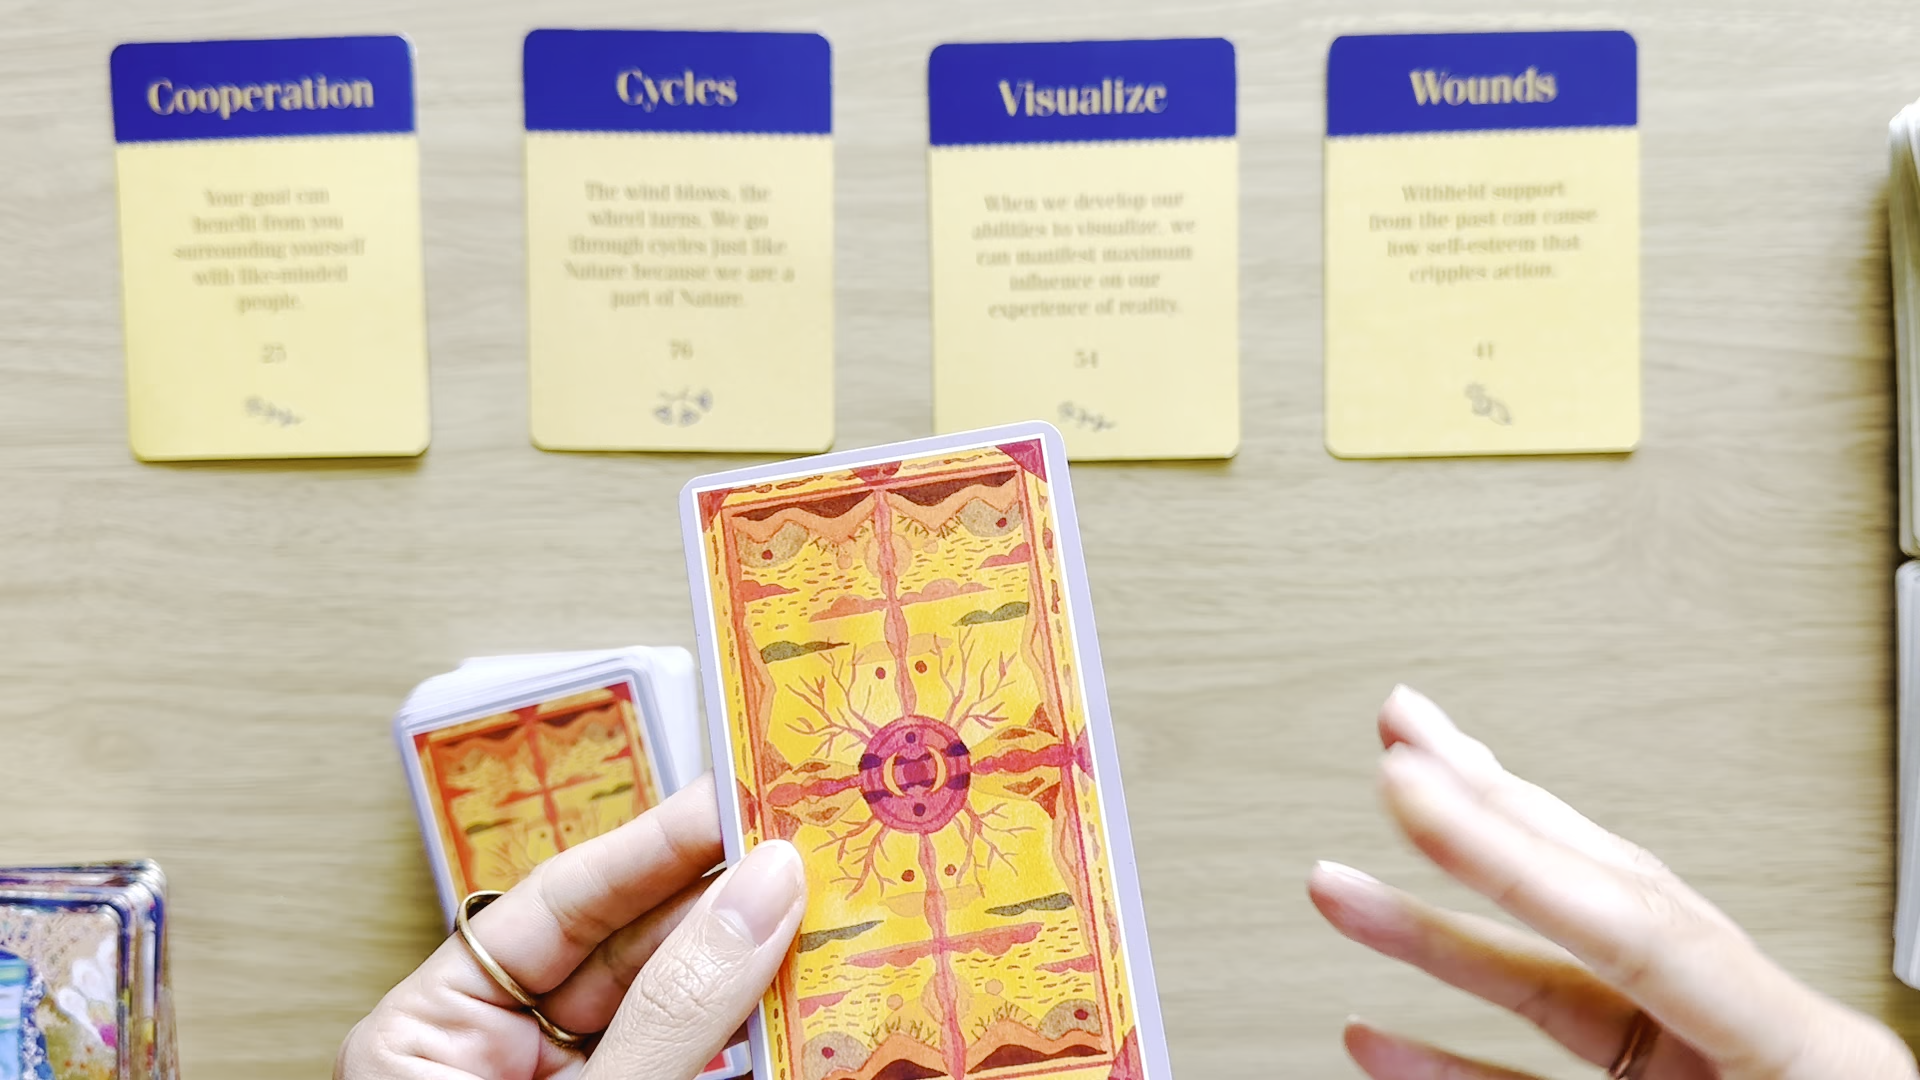 Cooperation
Your goal can
benefit from you
surrounding yourself
with like-minded
people.
25
Cycles
The wind blows, the
wheel turns. We go
through cycles just like
Nature because we are a
part of Nature.
76
Visualize
When we develop our
abilities to visualize, we
can manifest maximum
influence on our
experience of reality.
54
Wounds
Withheld support
from the past can cause
low self-esteem that
cripples action.
41